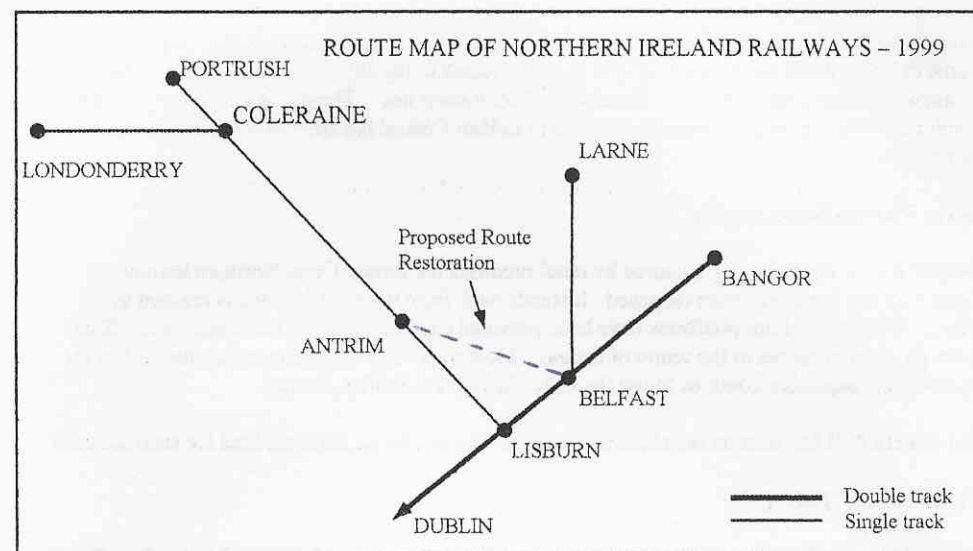 ROUTE MAP OF NORTHERN IRELAND RAILWAYS – 1999
PORTRUSH
COLERAINE
LONDONDERRY
LARNE
Proposed Route
Restoration
BANGOR
ANTRIM
BELFAST
LISBURN
DUBLIN
Double track
Single track